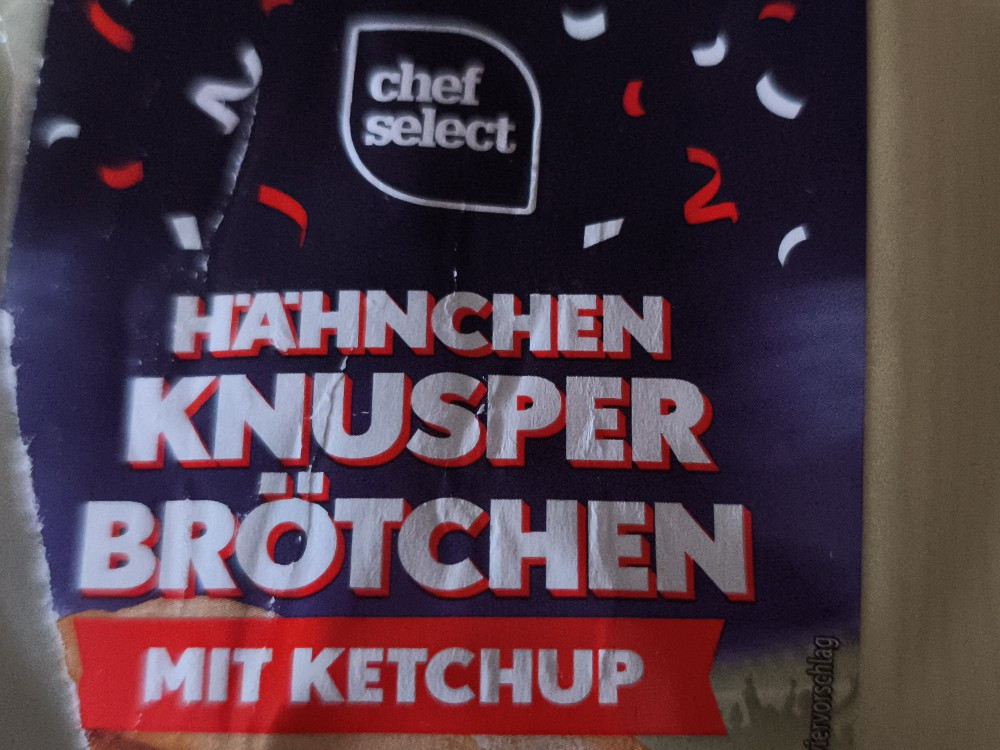 chef
select
HÄHNCHEN
KNUSPER
BRÖTCHEN
MIT KETCHUP